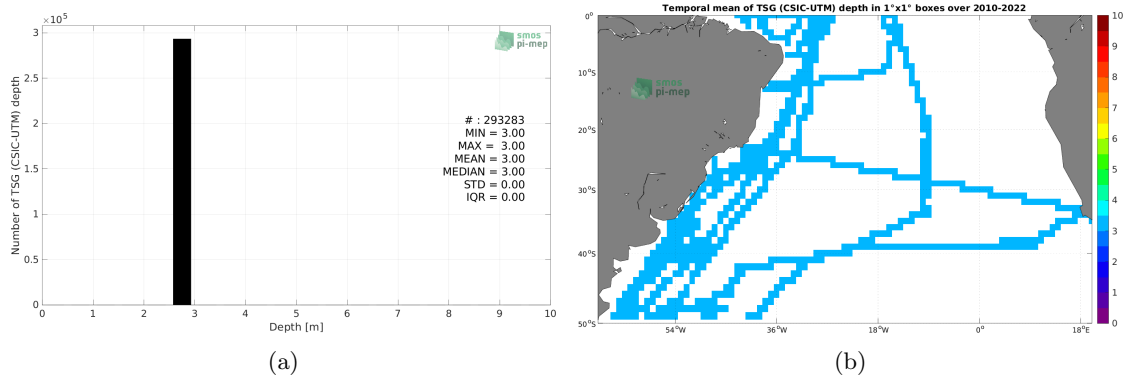 ×10⁵
3
2.5
2
1.5
1
0.5
0
Number of TSG (CSIC-UTM) depth
0 1 2 3 4 5 6 7 8 9 10
Depth [m]
smos
pi-mep
# : 293283
MIN = 3.00
MAX = 3.00
MEAN = 3.00
MEDIAN = 3.00
STD = 0.00
IQR = 0.00
(a)
Temporal mean of TSG (CSIC-UTM) depth in 1°x1° boxes over 2010-2022
smos
pi-mep
0°
10°S
20°S
30°S
40°S
50°S
54°W 36°W 18°W 0° 18°E
10
9
8
7
6
5
4
3
2
1
0
(b)